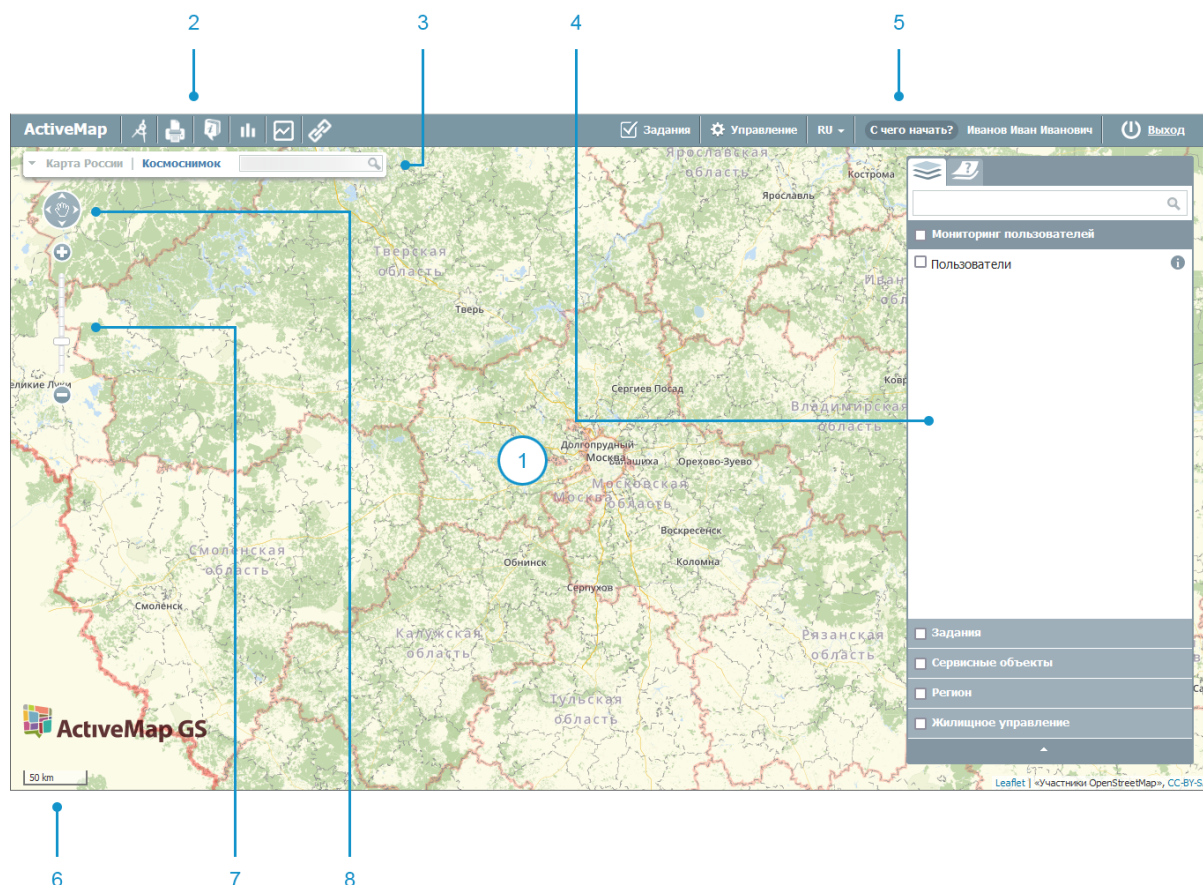 2 3 4 5
ActiveMap Задания Управление RU С чего начать? Иванов Иван Иванович Выход
Карта России | Космоснимок
Ярославская
область
Кострома
Ярославль
Тверская
область
Тверь
Мониторинг пользователей
Пользователи
Сергиев Посад
Владимирская
область
Долгопрудный
Москва
Балашиха
Орехово-Зуево
1
Московская
область
Москва
Воскресенск
Коломна
Обнинск
Серпухов
Смоленская
область
Смоленск
Калужская
область
Рязанская
область
Тульская
область
Задания
Сервисные объекты
Регион
Жилищное управление
ActiveMap GS
50 km
Leaflet | «Участники OpenStreetMap», CC-BY-S
6 7 8